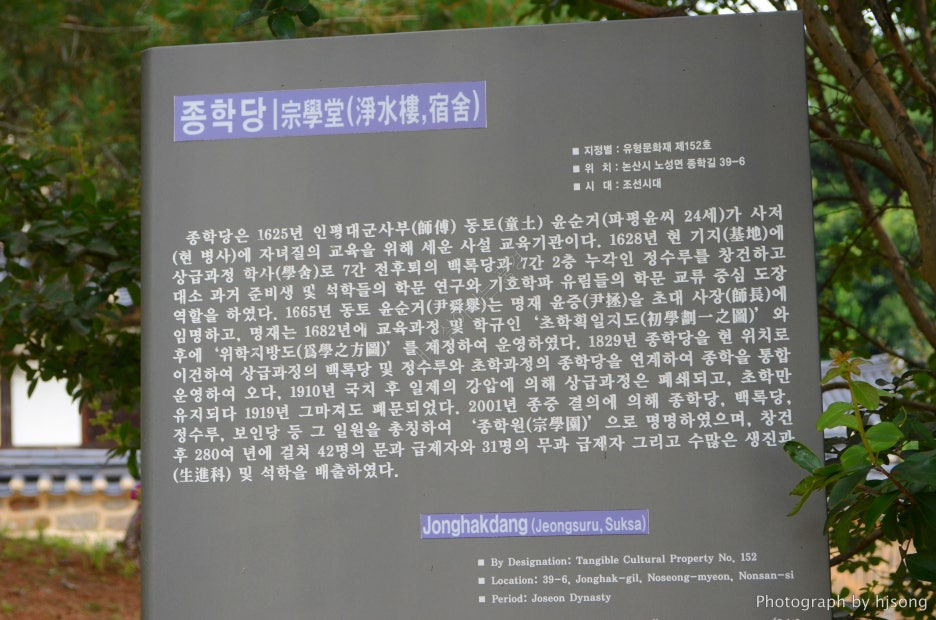 종학당|宗學堂(淨水樓,宿舍)
■ 지정별 : 유형문화재 제152호
■ 위 치 : 논산시 노성면 종학길 39-6
■ 시 대 : 조선시대
종학당은 1625년 인평대군사부(師傅) 동토(童土) 윤순거(파평윤씨 24세)가 사저
(현 병사)에 자녀질의 교육을 위해 세운 사설 교육기관이다. 1628년 현 기지(基地)에
상급과정 학사(學舍)로 7간 전후퇴의 백록당과 7간 2층 누각인 정수루를 창건하고
대소 과거 준비생 및 석학들의 학문 연구와 기호학파 유림들의 학문 교류 중심 도장
역할을 하였다. 1665년 동토 윤순거(尹舜擧)는 명재 윤증(尹拯)을 초대 사장(師長)에
임명하고, 명재는 1682년에 교육과정 및 학규인 ‘초학획일지도(初學劃一之圖)’와
후에 ‘위학지방도(爲學之方圖)’를 제정하여 운영하였다. 1829년 종학당을 현 위치로
이건하여 상급과정의 백록당 및 정수루와 초학과정의 종학당을 연계하여 종학을 통합
운영하여 오다, 1910년 국치 후 일제의 강압에 의해 상급과정은 폐쇄되고, 초학만
유지되다 1919년 그마저도 폐문되었다. 2001년 종중 결의에 의해 종학당, 백록당,
정수루, 보인당 등 그 일원을 총칭하여 ‘종학원(宗學園)’으로 명명하였으며, 창건
후 280여 년에 걸쳐 42명의 문과 급제자와 31명의 무과 급제자 그리고 수많은 생진과
(生進科) 및 석학을 배출하였다.
Jonghakdang (Jeongsuru, Suksa)
■ By Designation: Tangible Cultural Property No. 152
■ Location: 39-6, Jonghak-gil, Noseong-myeon, Nonsan-si
■ Period: Joseon Dynasty
Photograph by hjsong